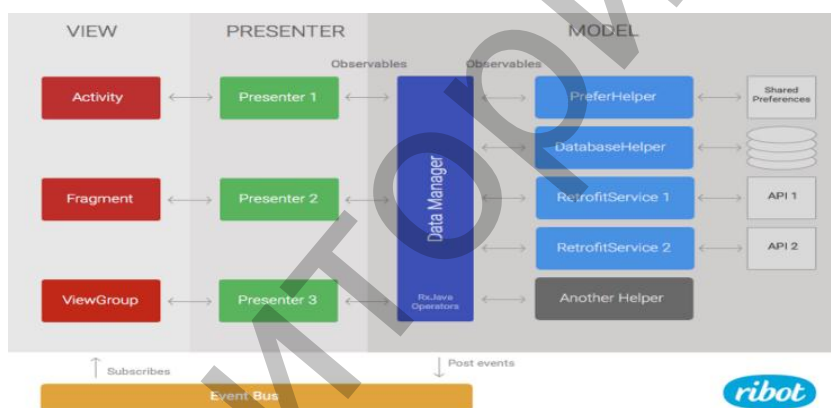 VIEW
PRESENTER
MODEL
Observables
Observables
Activity
Presenter 1
PreferHelper
Shared
Preferences
DatabaseHelper
Data Manager
Fragment
Presenter 2
RetrofitService 1
API 1
RetrofitService 2
API 2
ViewGroup
Presenter 3
RxJava
Operators
Another Helper
Subscribes
Post events
Event Bus
ribot
итори